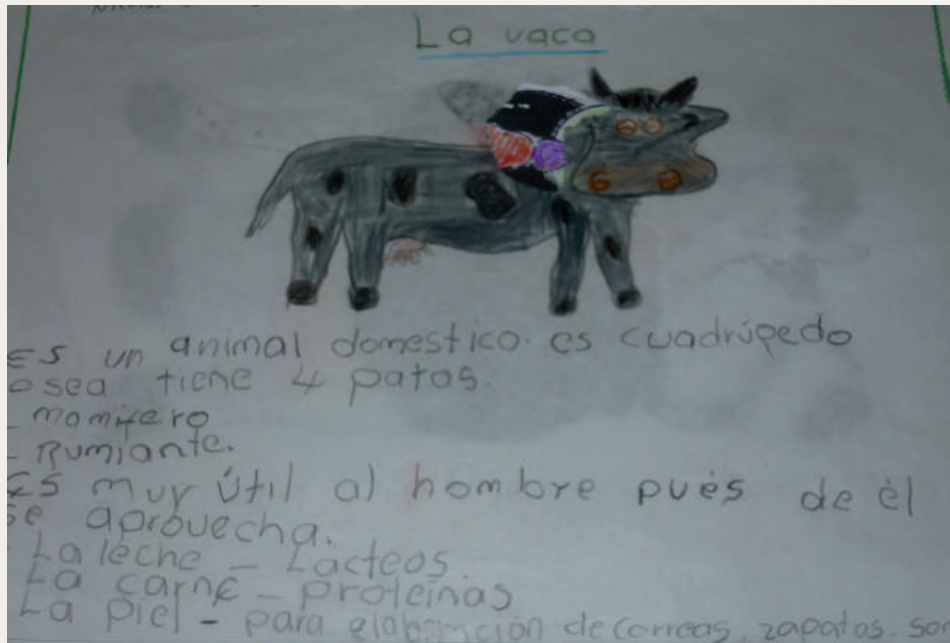 La vaca
ES un animal domestico. es cuadrúpedo
osea tiene 4 patas.
- mamifero
- Rumiante.
ES muy útil al hombre pués de él
se aprovecha.
- La leche - Lacteos.
La carne - proteinas
La piel - para elaboración de correas, zapatos.